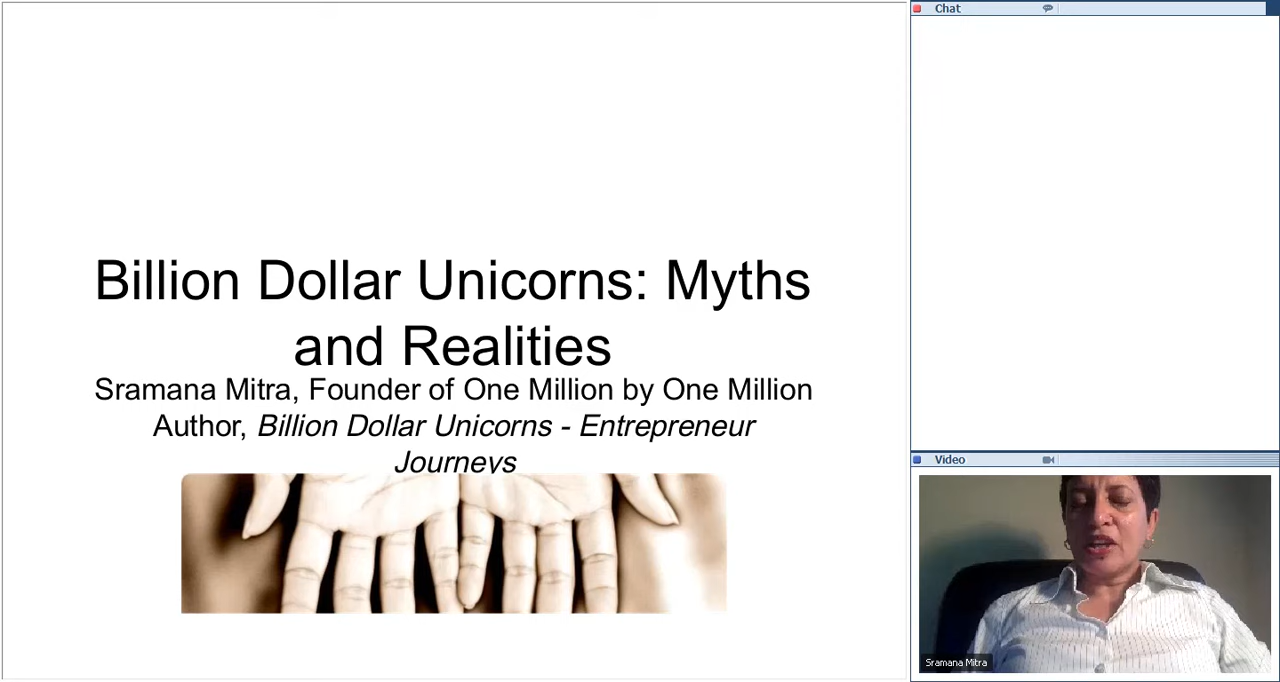 Billion Dollar Unicorns: Myths
and Realities
Sramana Mitra, Founder of One Million by One Million
Author, Billion Dollar Unicorns - Entrepreneur
Journeys
Chat
Video
Sramana Mitra